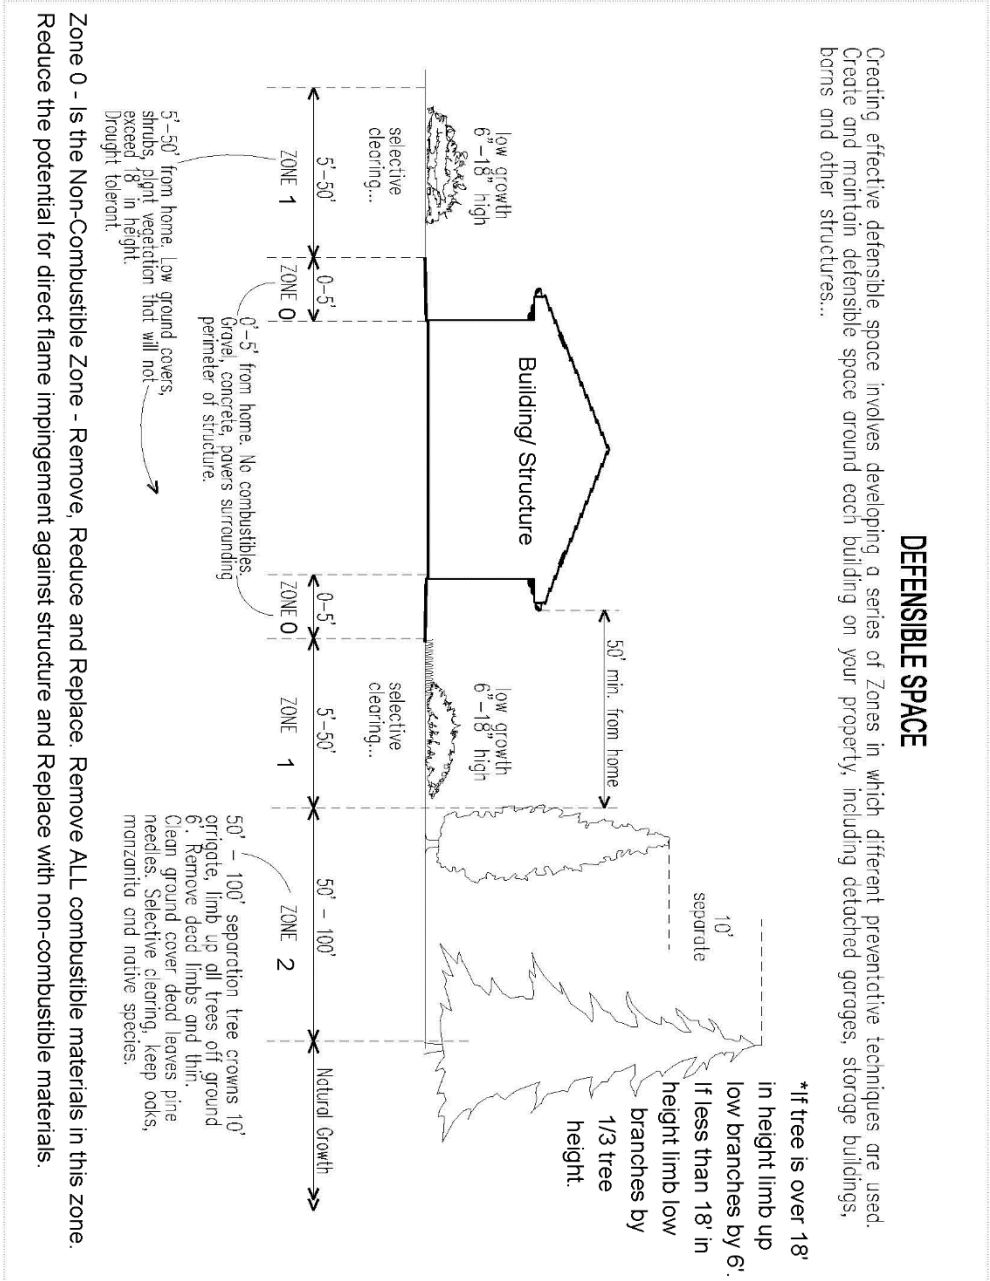 DEFENSIBLE SPACE
Creating effective defensible space involves developing a series of Zones in which different preventative techniques are used.
Create and maintain defensible space around each building on your property, including detached garages, storage buildings,
barns and other structures...
*If tree is over 18'
in height limb up
low branches by 6'.
If less than 18' in
height limb low
branches by
1/3 tree
height.
10'
separate
50' min. from home
Building/ Structure
low growth
6"-18" high
low growth
6"-18" high
selective
clearing...
selective
clearing...
5'-50'
0-5'
0-5'
5'-50'
50' - 100'
Natural Growth
ZONE 1
ZONE 0
ZONE 0
ZONE 1
ZONE 2
0'-5' from home. No combustibles.
Gravel, concrete, pavers surrounding
perimeter of structure.
50' - 100' separation tree crowns 10'
orrigate, limb up all trees off ground
6'. Remove dead limbs and thin.
Clean ground cover dead leaves pine
needles. Selective clearing, keep oaks,
manzanita and native species.
5'-50' from home. Low ground covers,
shrubs, plant vegetation that will not
exceed 18" in height.
Drought tolerant.
Zone 0 - Is the Non-Combustible Zone - Remove, Reduce and Replace. Remove ALL combustible materials in this zone.
Reduce the potential for direct flame impingement against structure and Replace with non-combustible materials.